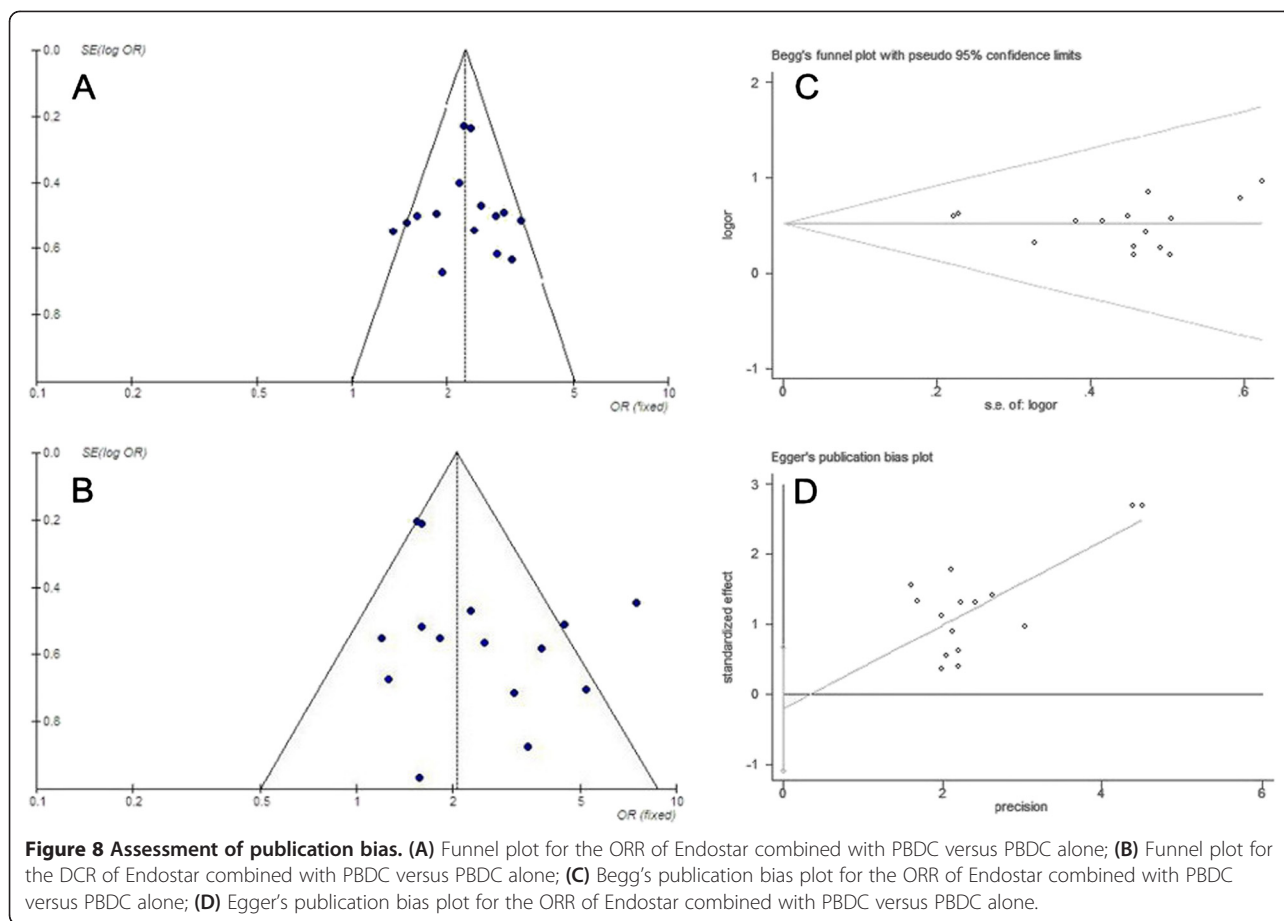 0.0
SE(log OR)
A
0.2
0.4
0.6
0.8
0.1
0.2
0.5
1
2
5
10
OR (fixed)
Begg's funnel plot with pseudo 95% confidence limits
C
2
1
0
-1
logor
0
.2
.4
.6
s.e. of: logor
0.0
SE(log OR)
B
0.2
0.4
0.6
0.8
0.1
0.2
0.5
1
2
5
10
OR (fixed)
Egger's publication bias plot
D
3
2
1
0
-1
standardized effect
0
2
4
6
precision
Figure 8 Assessment of publication bias. (A) Funnel plot for the ORR of Endostar combined with PBDC versus PBDC alone; (B) Funnel plot for
the DCR of Endostar combined with PBDC versus PBDC alone; (C) Begg's publication bias plot for the ORR of Endostar combined with PBDC
versus PBDC alone; (D) Egger's publication bias plot for the ORR of Endostar combined with PBDC versus PBDC alone.